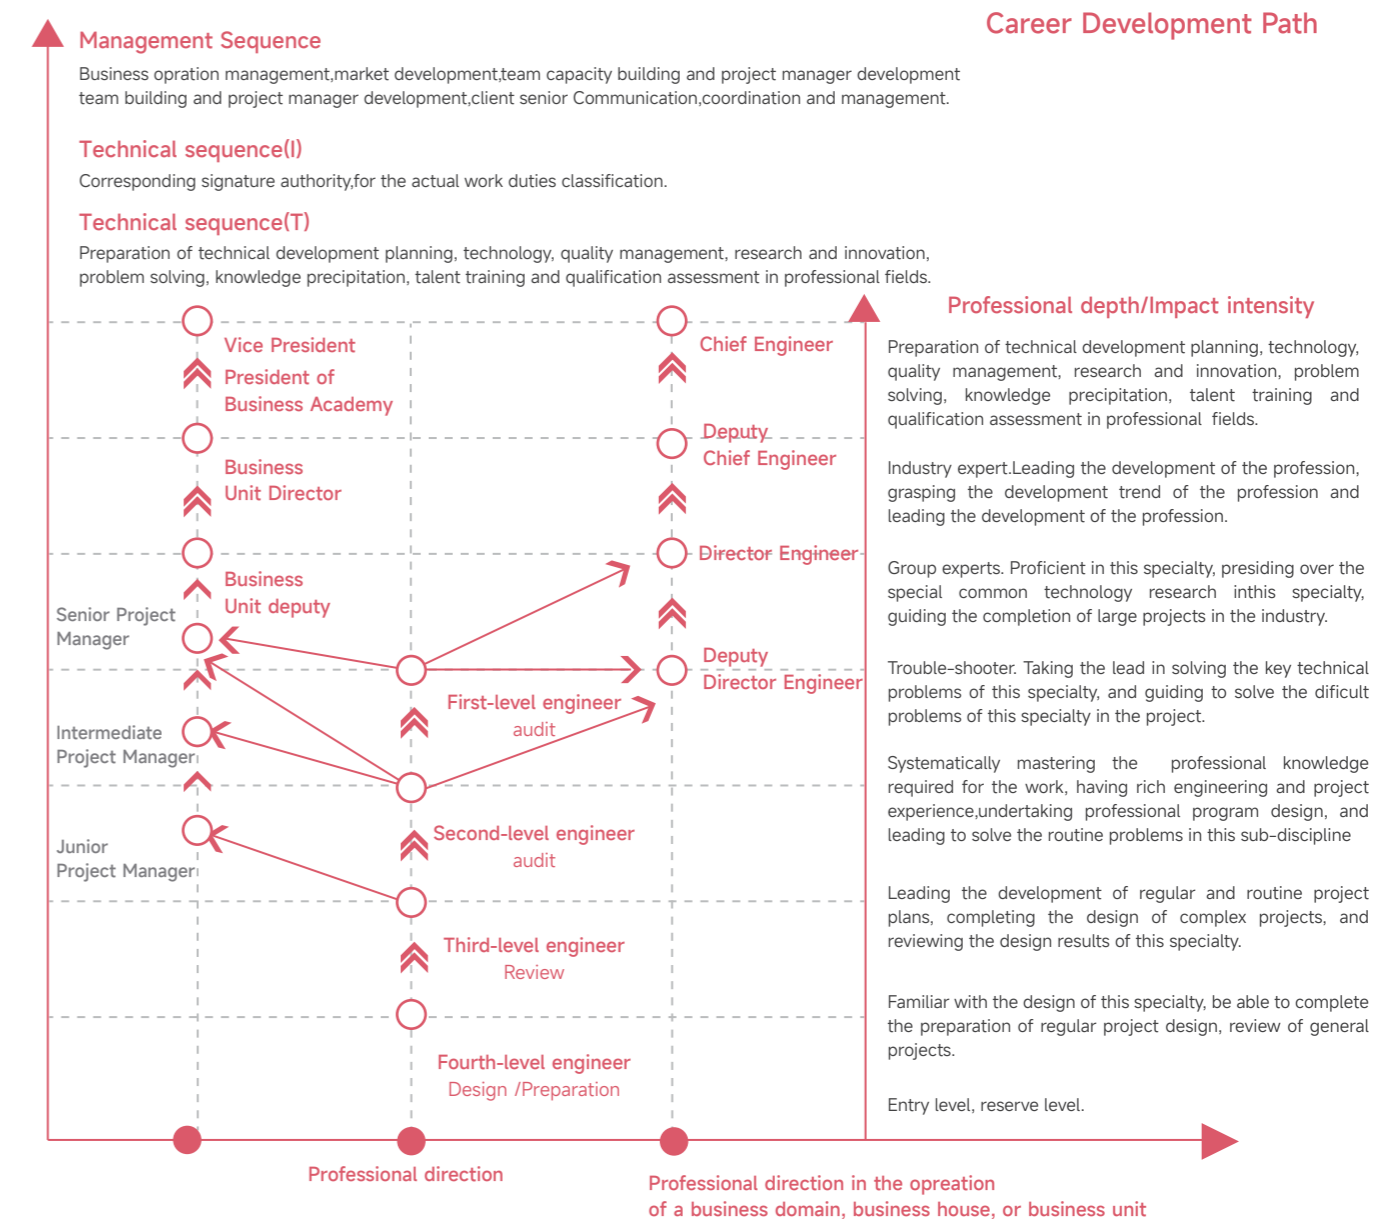 Career Development Path
Management Sequence
Business opration management,market development,team capacity building and project manager development
team building and project manager development,client senior Communication,coordination and management.
Technical sequence(I)
Corresponding signature authority,for the actual work duties classification.
Technical sequence(T)
Preparation of technical development planning, technology, quality management, research and innovation,
problem solving, knowledge precipitation, talent training and qualification assessment in professional fields.
Vice President
President of
Business Academy
Business
Unit Director
Business
Unit deputy
Senior Project
Manager
Intermediate
Project Manager
Junior
Project Manager
First-level engineer
audit
Second-level engineer
audit
Third-level engineer
Review
Fourth-level engineer
Design /Preparation
Chief Engineer
Deputy
Chief Engineer
Director Engineer
Deputy
Director Engineer
Professional depth/Impact intensity
Preparation of technical development planning, technology,
quality management, research and innovation, problem
solving, knowledge precipitation, talent training and
qualification assessment in professional fields.
Industry expert.Leading the development of the profession,
grasping the development trend of the profession and
leading the development of the profession.
Group experts. Proficient in this specialty, presiding over the
special common technology research inthis specialty,
guiding the completion of large projects in the industry.
Trouble-shooter. Taking the lead in solving the key technical
problems of this specialty, and guiding to solve the dificult
problems of this specialty in the project.
Systematically mastering the professional knowledge
required for the work, having rich engineering and project
experience,undertaking professional program design, and
leading to solve the routine problems in this sub-discipline
Leading the development of regular and routine project
plans, completing the design of complex projects, and
reviewing the design results of this specialty.
Familiar with the design of this specialty, be able to complete
the preparation of regular project design, review of general
projects.
Entry level, reserve level.
Professional direction
Professional direction in the opreation
of a business domain, business house, or business unit